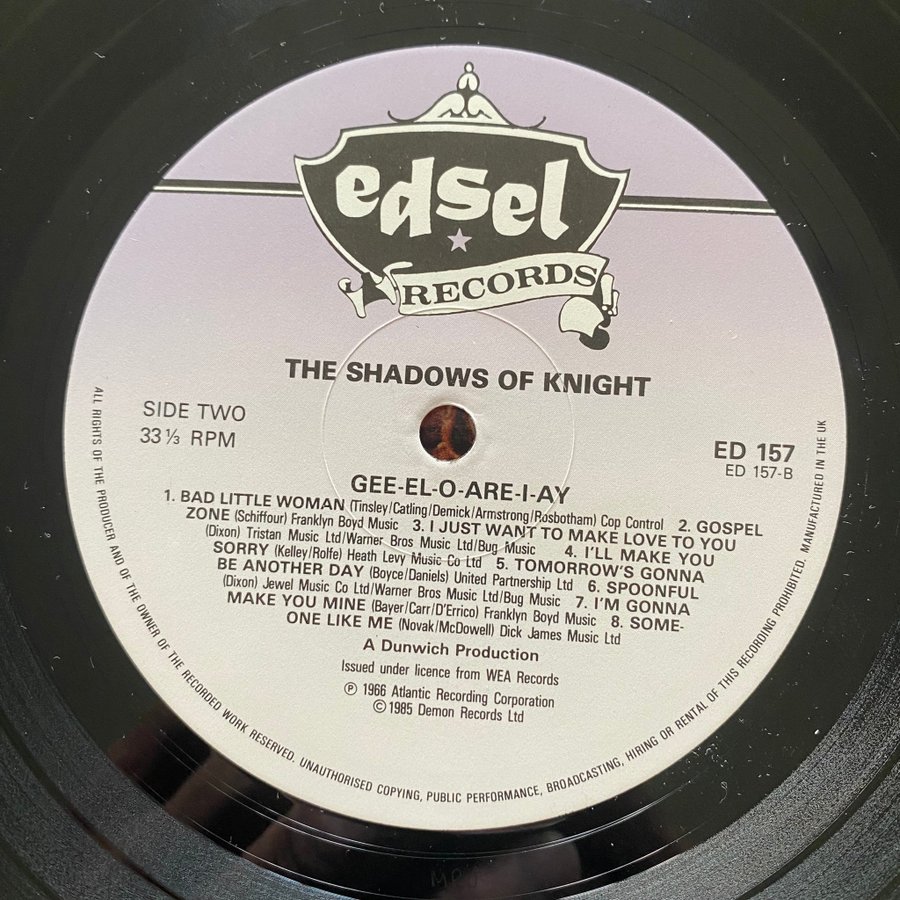 edsel
RECORDS
THE SHADOWS OF KNIGHT
SIDE TWO
33 ⅓ RPM
ED 157
ED 157-B
GEE-EL-O-ARE-I-AY
1. BAD LITTLE WOMAN (Tinsley/Catling/Demick/Armstrong/Rosbotham) Cop Control 2. GOSPEL
ZONE (Schiffour) Franklyn Boyd Music 3. I JUST WANT TO MAKE LOVE TO YOU
(Dixon) Tristan Music Ltd/Warner Bros Music Ltd/Bug Music 4. I'LL MAKE YOU
SORRY (Kelley/Rolfe) Heath Levy Music Co Ltd 5. TOMORROW'S GONNA
BE ANOTHER DAY (Boyce/Daniels) United Partnership Ltd 6. SPOONFUL
(Dixon) Jewel Music Co Ltd/Warner Bros Music Ltd/Bug Music 7. I'M GONNA
MAKE YOU MINE (Bayer/Carr/D'Errico) Franklyn Boyd Music 8. SOME-
ONE LIKE ME (Novak/McDowell) Dick James Music Ltd
A Dunwich Production
Issued under licence from WEA Records
℗ 1966 Atlantic Recording Corporation
© 1985 Demon Records Ltd
ALL RIGHTS OF THE PRODUCER AND OF THE OWNER OF THE RECORDED WORK RESERVED. UNAUTHORISED COPYING, PUBLIC PERFORMANCE, BROADCASTING, HIRING OR RENTAL OF THIS RECORDING PROHIBITED. MANUFACTURED IN THE UK